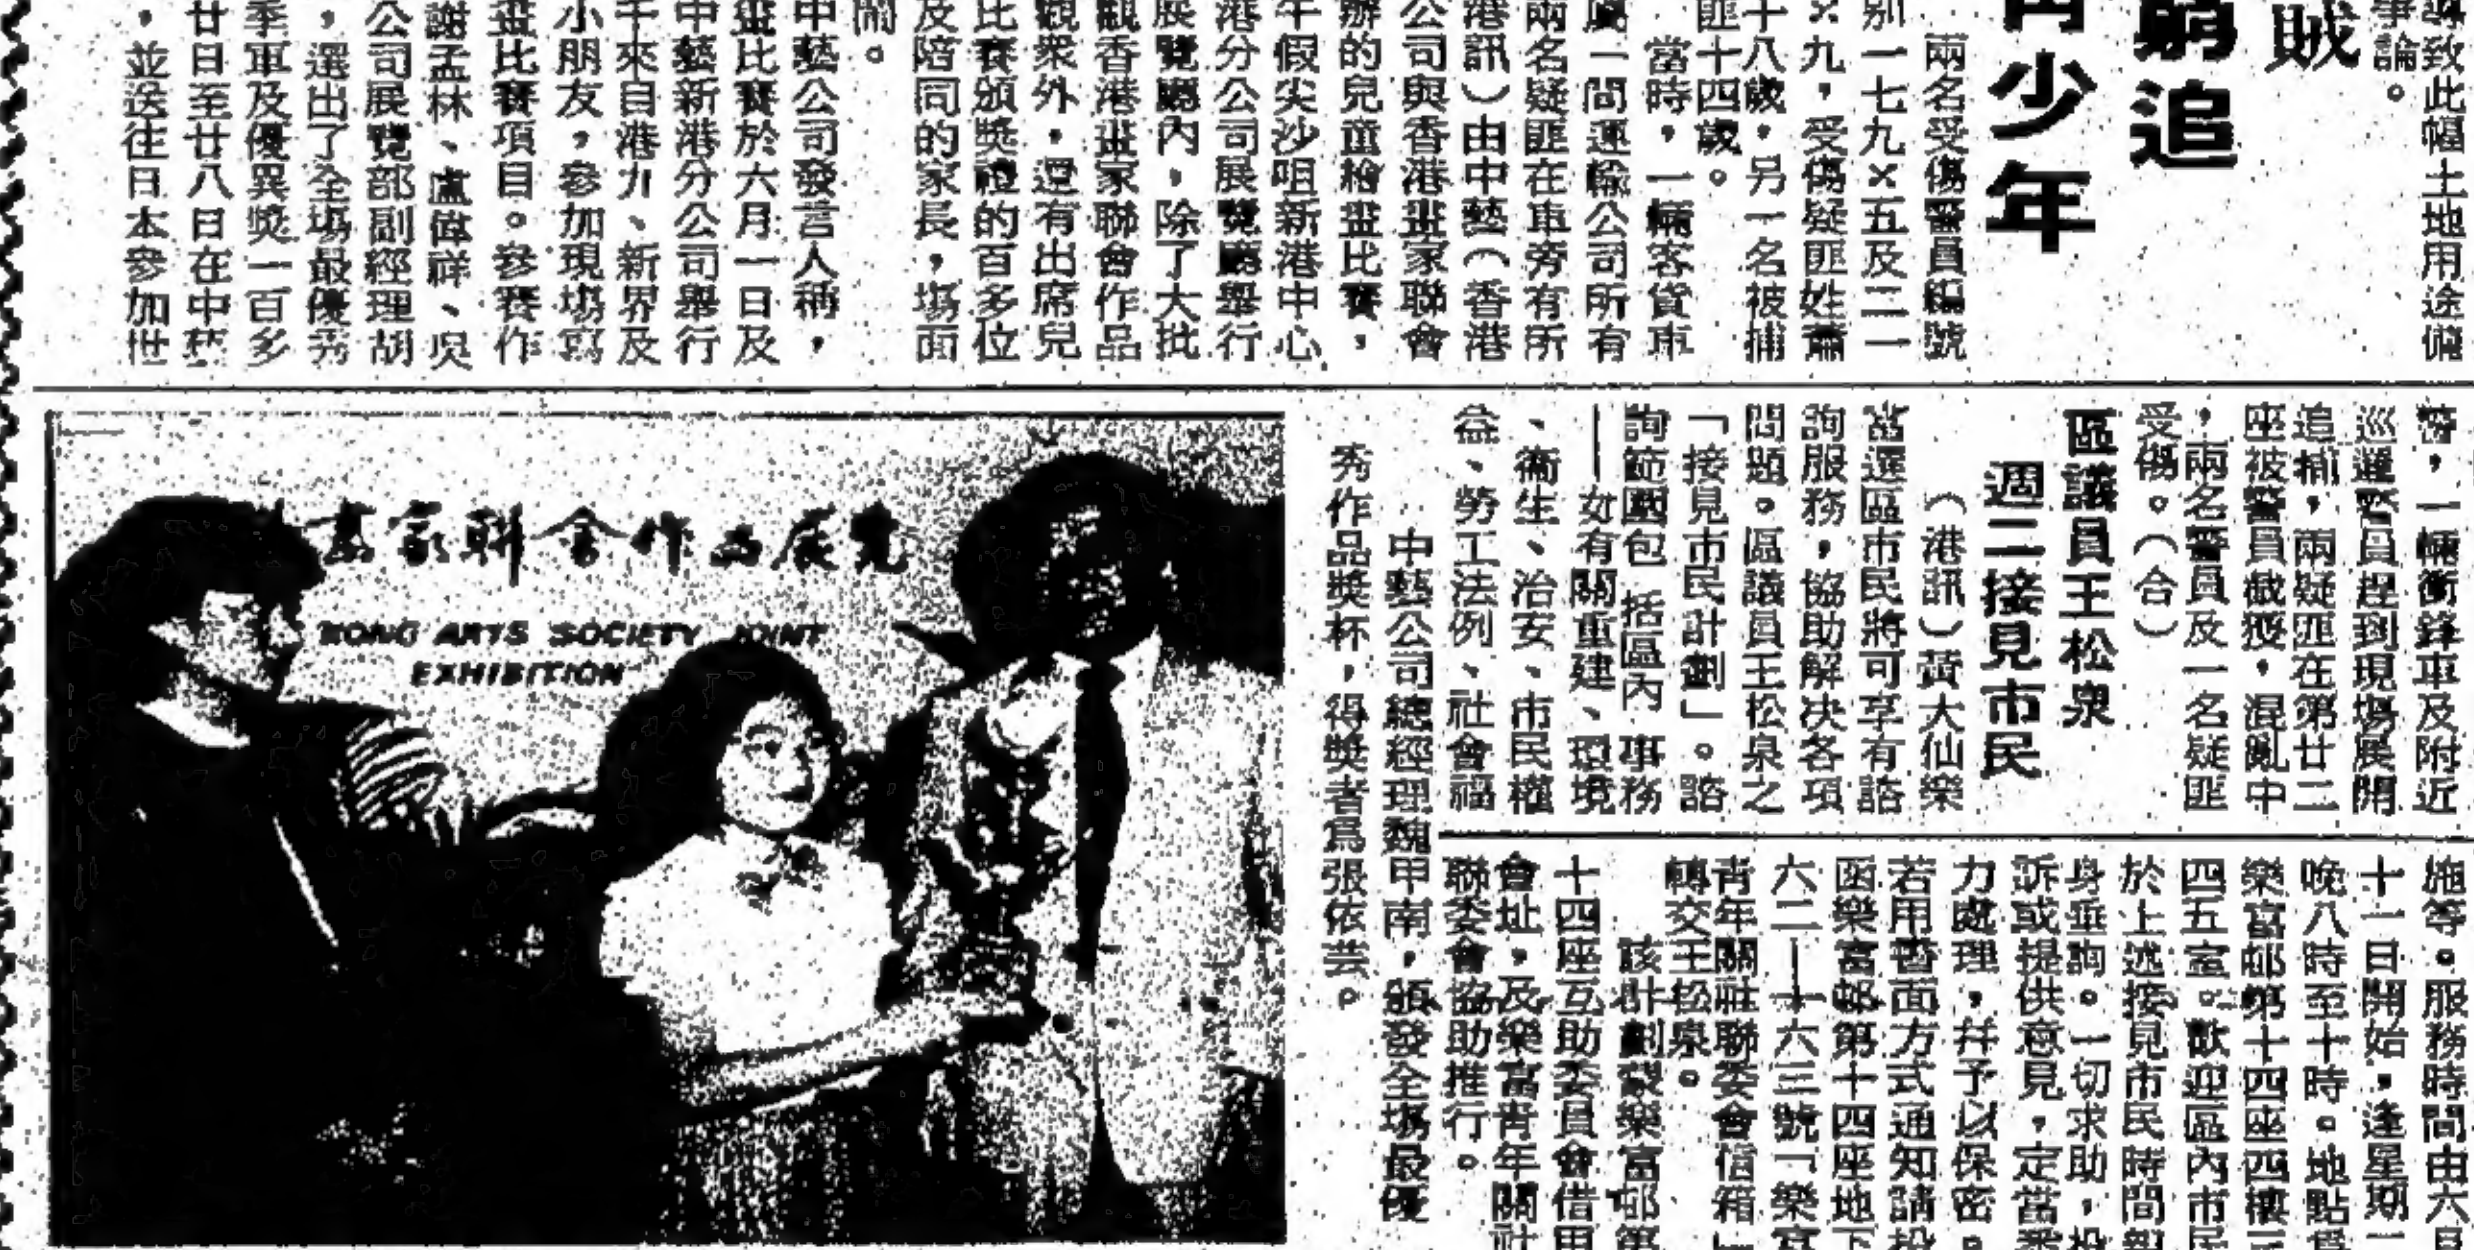 事論。
賊
窮追
青少年
兩名受傷警員編號
別一七九×五及二一
×九，受傷疑匪姓蕭
十八歲，另一名被捕
匪十四歲。
當時，一輛客貨車
屬一間運輸公司所有
兩名疑匪在車旁有所
港訊）由中藝（香港
公司與香港畫家聯會
辦的兒童繪畫比賽，
年假尖沙咀新港中心
港分公司展覽廳舉行
展覽廳內，除了大批
觀香港畫家聯會作品
觀衆外，還有出席兒
比賽頒獎禮的百多位
及陪同的家長，場面
鬧。
中藝公司發言人稱，
畫比賽於六月一日及
中藝新港分公司舉行
千來自港九、新界及
小朋友，參加現場寫
畫比賽項目。參賽作
謝孟林、盧偉祥、吳
公司展覽部副經理胡
，選出了全場最優秀
季軍及優異獎一百多
廿日至廿八日在中藝
，並送往日本參加世
警，一輛衝鋒車及附近
巡邏警員趕到現場展開
追捕，兩疑匪在第廿二
座被警員截獲，混亂中
，兩名警員及一名疑匪
受傷。（合）
區議員王松泉
週二接見市民
（港訊）黃大仙樂
富選區市民將可享有諮
詢服務，協助解決各項
問題。區議員王松泉之
「接見市民計劃」。諮
詢範圍包括區內事務
——如有關重建、環境
、衞生、治安、市民權
益、勞工法例、社會福
施等。服務時間由六月
十一日開始，逢星期二
晚八時至十時。地點爲
樂富邨第十四座四樓
四五室。歡迎區內市民
於上述接見市民時間親
身垂詢。一切求助，投
訴或提供意見，定當悉
力處理，幷予以保密。
若用書面方式通知請投
函樂富邨第十四座地下
六二—十六三號「樂富
青年關社聯委會信箱」
轉交王松泉。
該計劃獲樂富邨第
十四座互助委員會借用
會址，及樂富青年關社
聯委會協助推行。
中藝公司總經理魏甲南，頒發全場最優
秀作品獎杯，得獎者爲張依芸。
畫家聯會作品展覽
KONG ARTS SOCIETY JOINT
EXHIBITION